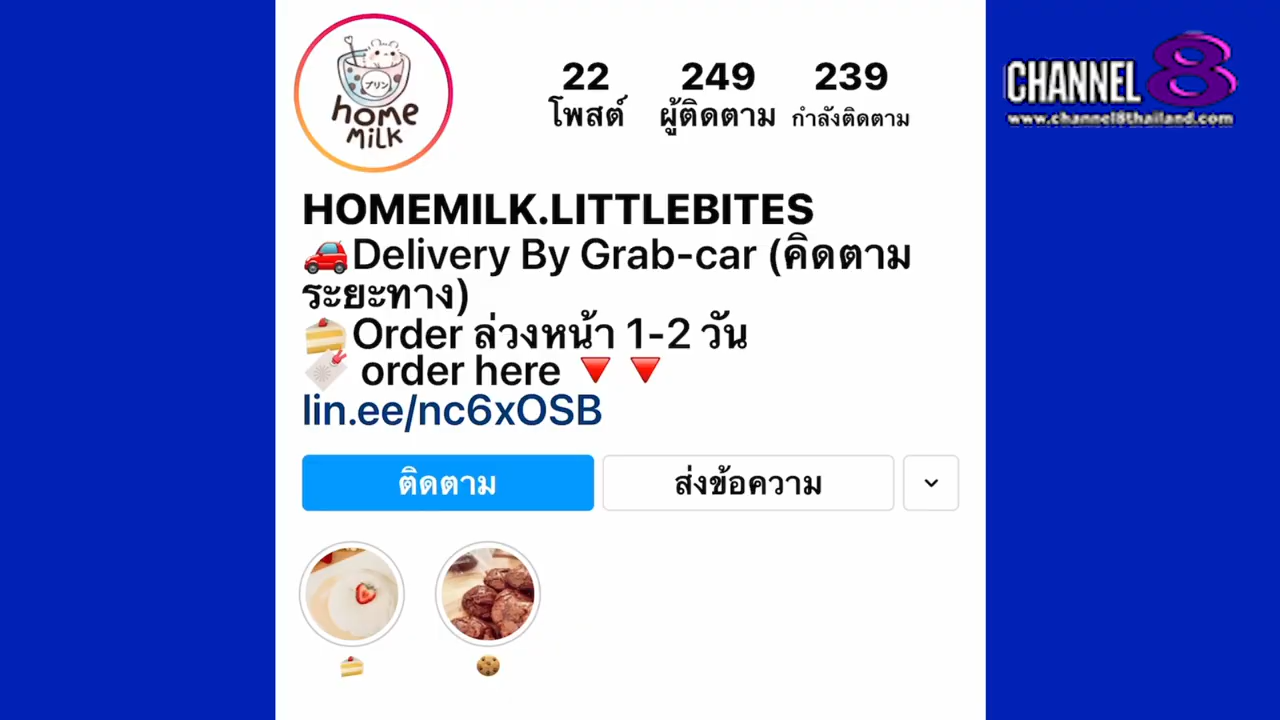 CHANNEL 8
www.channel8thailand.com
プリン
home
MILK
22 249 239
โพสต์ ผู้ติดตาม กำลังติดตาม
HOMEMILK.LITTLEBITES
🚗Delivery By Grab-car (คิดตาม
ระยะทาง)
🍰Order ล่วงหน้า 1-2 วัน
order here 🔻🔻
lin.ee/nc6xOSB
ติดตาม ส่งข้อความ